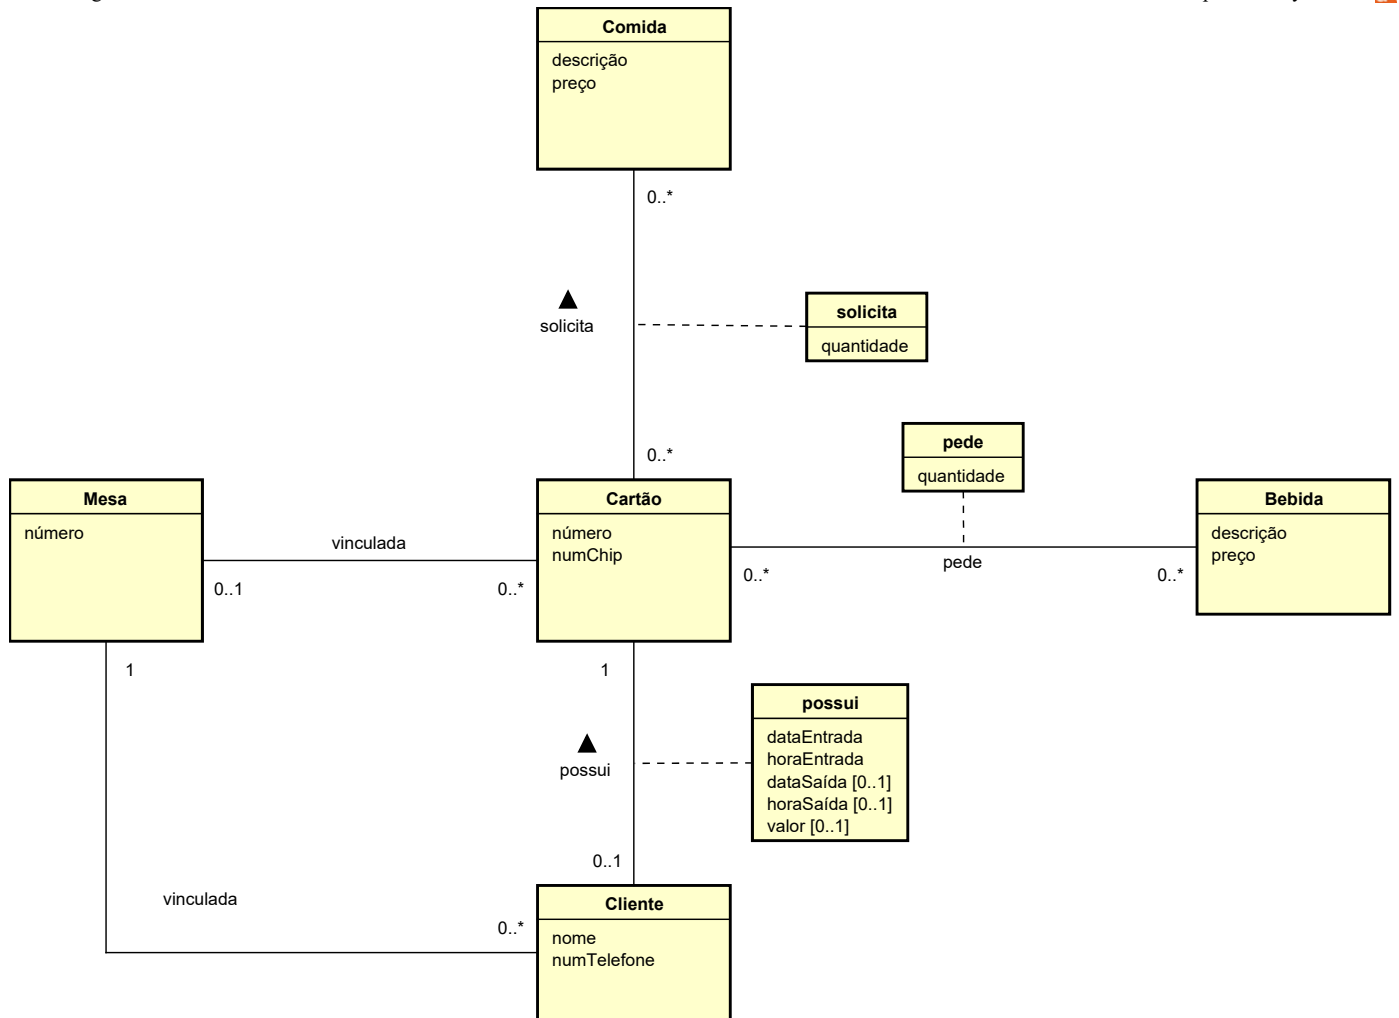 Comida
descrição
preço
0..*
solicita
solicita
quantidade
0..*
pede
quantidade
Mesa
número
vinculada
0..1
0..*
Cartão
número
numChip
0..*
pede
0..*
Bebida
descrição
preço
1
1
possui
possui
dataEntrada
horaEntrada
dataSaída [0..1]
horaSaída [0..1]
valor [0..1]
0..1
vinculada
0..*
Cliente
nome
numTelefone